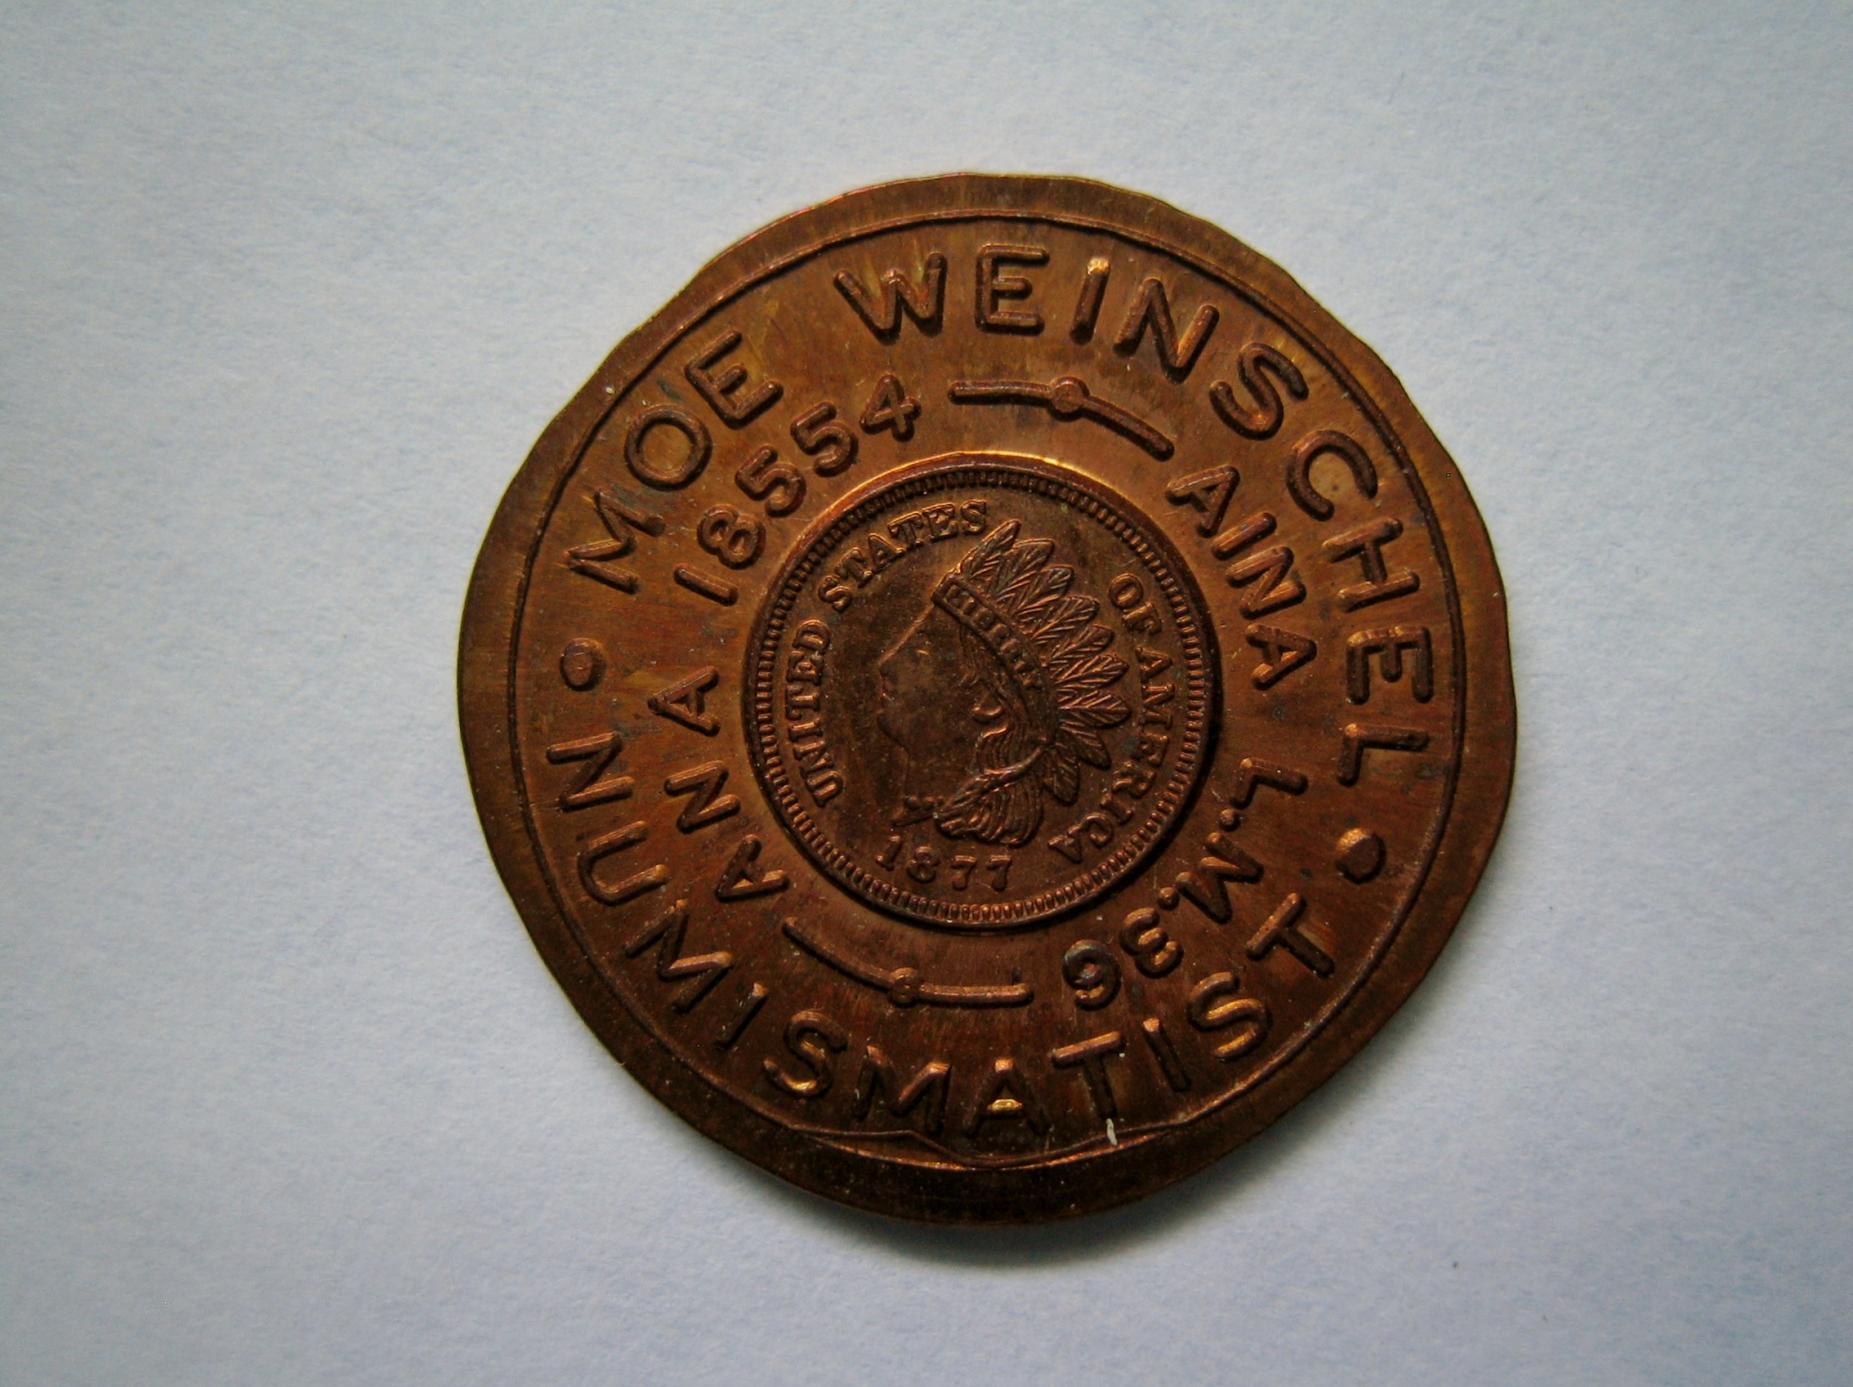 MOE WEINSCHEL
NUMISMATIST
ANA 18554
AINA L.M.36
UNITED STATES OF AMERICA
LIBERTY
1877